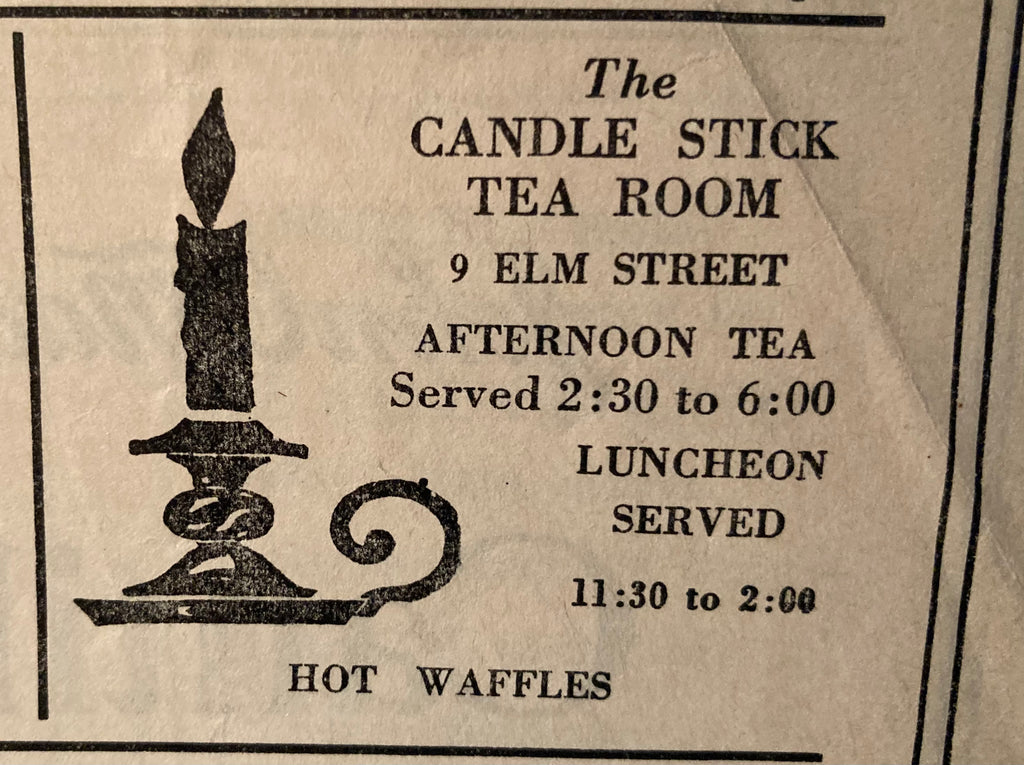 The
CANDLE STICK
TEA ROOM
9 ELM STREET
AFTERNOON TEA
Served 2:30 to 6:00
LUNCHEON
SERVED
11:30 to 2:00
HOT WAFFLES